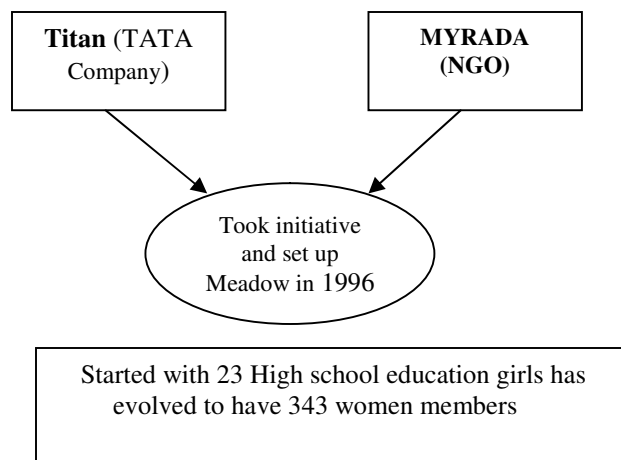 Titan (TATA
Company)
MYRADA
(NGO)
Took initiative
and set up
Meadow in 1996
Started with 23 High school education girls has
evolved to have 343 women members